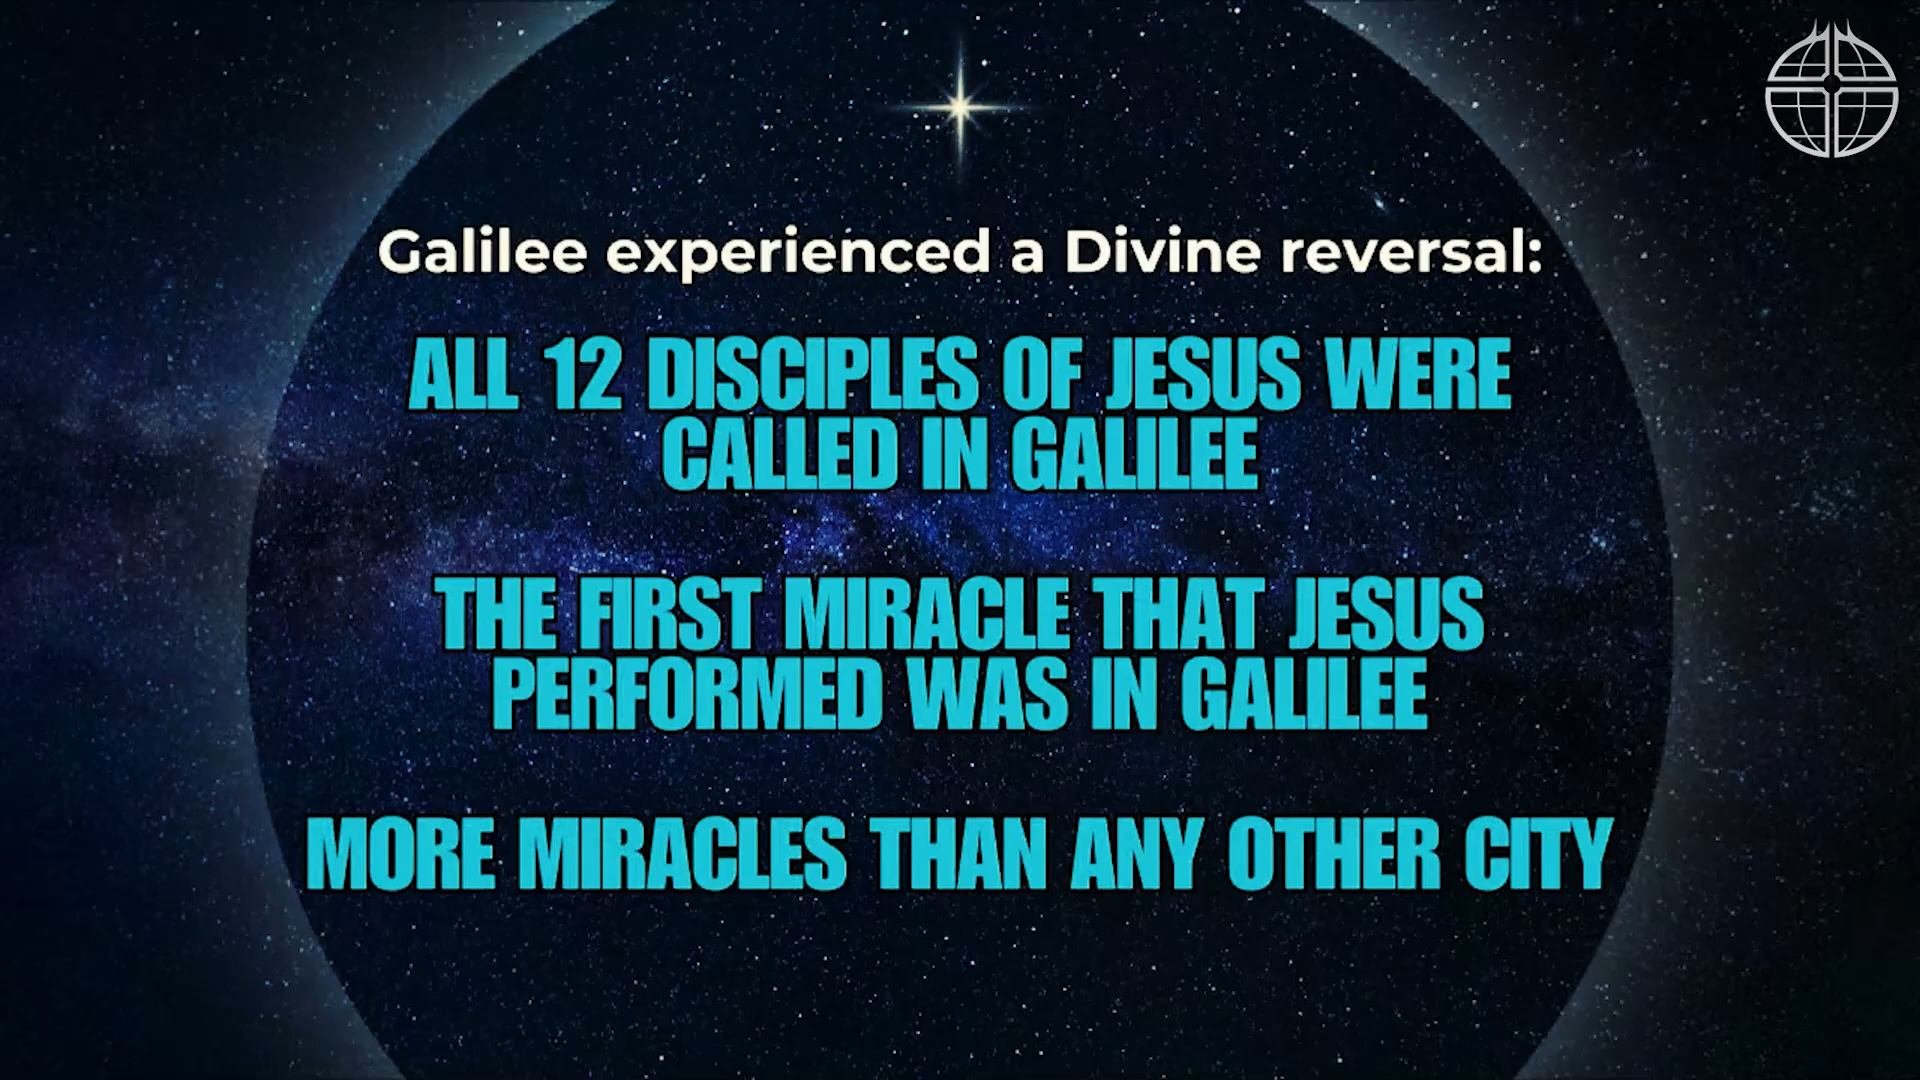 Galilee experienced a Divine reversal:
ALL 12 DISCIPLES OF JESUS WERE
CALLED IN GALILEE
THE FIRST MIRACLE THAT JESUS
PERFORMED WAS IN GALILEE
MORE MIRACLES THAN ANY OTHER CITY